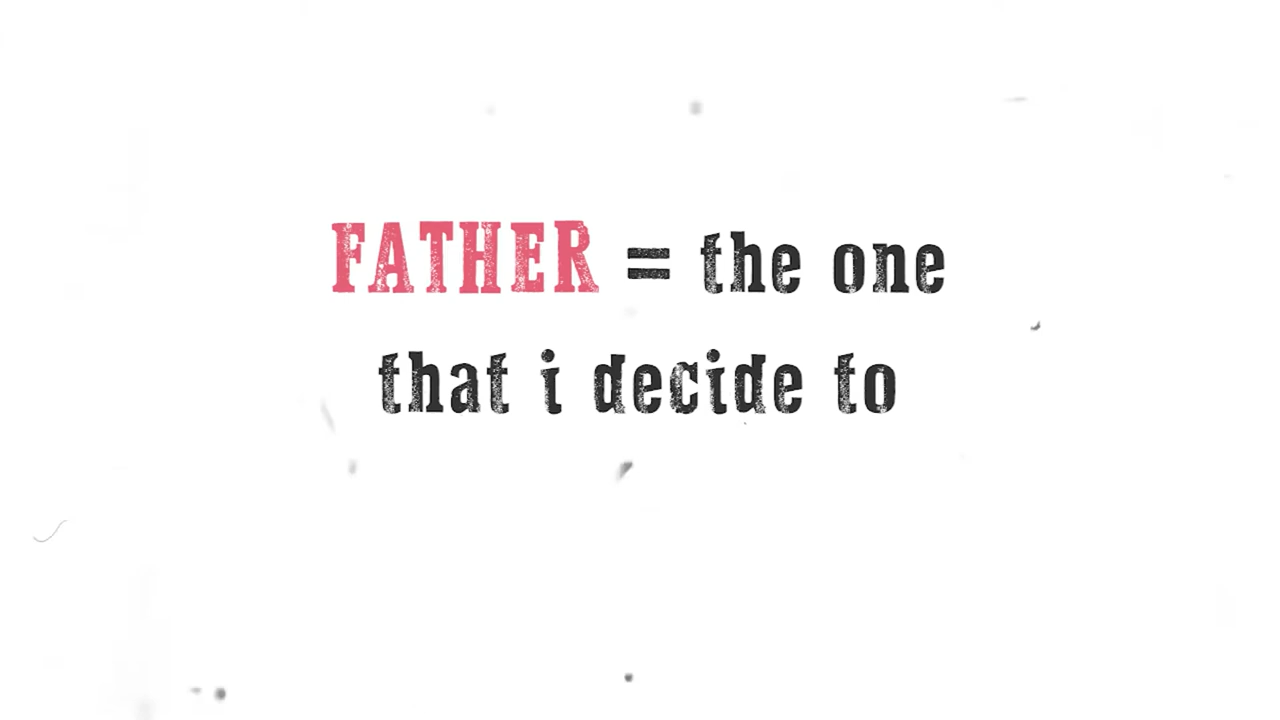 FATHER = the one
that i decide to